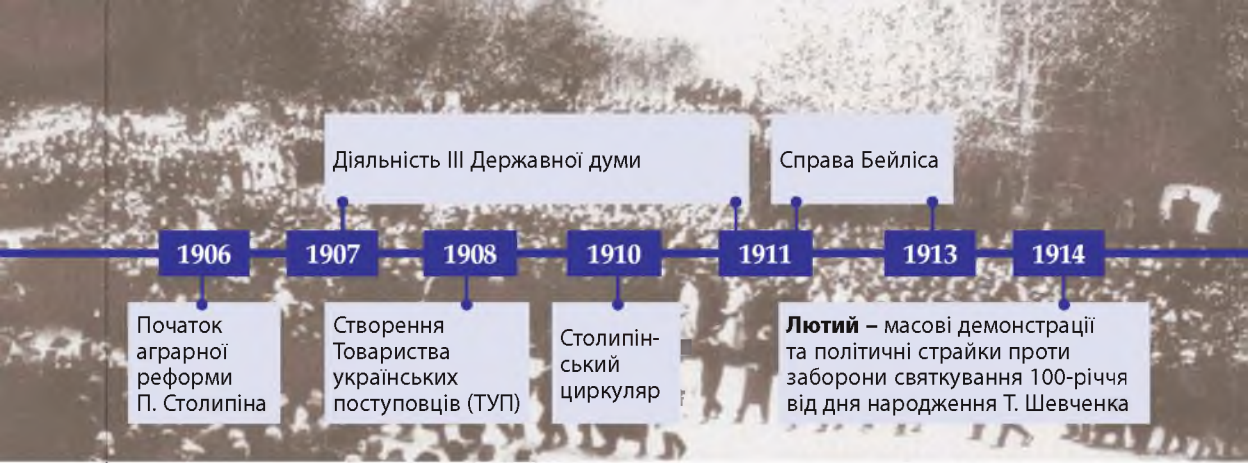 Діяльність III Державної думи
Справа Бейліса
1906
1907
1908
1910
1911
1913
1914
Початок
аграрної
реформи
П. Столипіна
Створення
Товариства
українських
поступовців (ТУП)
Столипін-
ський
циркуляр
Лютий – масові демонстрації
та політичні страйки проти
заборони святкування 100-річчя
від дня народження Т. Шевченка